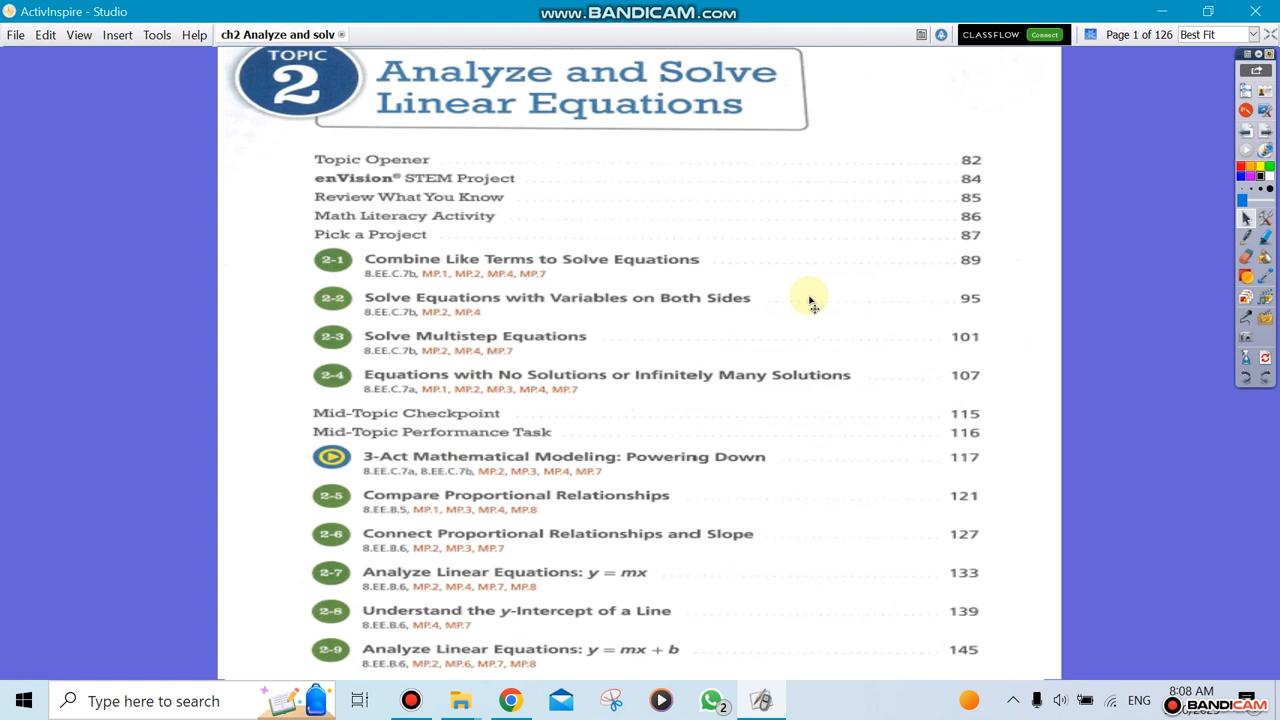 ActivInspire - Studio
www.BANDICAM.com
File Edit View Insert Tools Help ch2 Analyze and solv
CLASSFLOW Connect Page 1 of 126 Best Fit
TOPIC
2
Analyze and Solve
Linear Equations
Topic Opener 82
enVision® STEM Project 84
Review What You Know 85
Math Literacy Activity 86
Pick a Project 87
2-1 Combine Like Terms to Solve Equations 89
8.EE.C.7b, MP.1, MP.2, MP.4, MP.7
2-2 Solve Equations with Variables on Both Sides 95
8.EE.C.7b, MP.2, MP.4
2-3 Solve Multistep Equations 101
8.EE.C.7b, MP.2, MP.4, MP.7
2-4 Equations with No Solutions or Infinitely Many Solutions 107
8.EE.C.7a, MP.1, MP.2, MP.3, MP.4, MP.7
Mid-Topic Checkpoint 115
Mid-Topic Performance Task 116
3-Act Mathematical Modeling: Powering Down 117
8.EE.C.7a, 8.EE.C.7b, MP.2, MP.3, MP.4, MP.7
2-5 Compare Proportional Relationships 121
8.EE.B.5, MP.1, MP.3, MP.4, MP.8
2-6 Connect Proportional Relationships and Slope 127
8.EE.B.6, MP.2, MP.3, MP.7
2-7 Analyze Linear Equations: y = mx 133
8.EE.B.6, MP.2, MP.4, MP.7, MP.8
2-8 Understand the y-Intercept of a Line 139
8.EE.B.6, MP.4, MP.7
2-9 Analyze Linear Equations: y = mx + b 145
8.EE.B.6, MP.2, MP.6, MP.7, MP.8
Type here to search
2
ENG
8:08 AM
BANDICAM